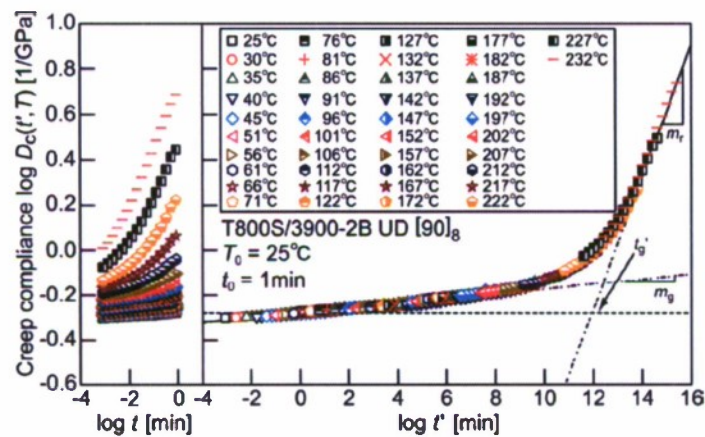 Creep compliance log D_c(t',T) [1/GPa]
1.0
0.8
0.6
0.4
0.2
0.0
-0.2
-0.4
-0.6
25°C 76°C 127°C 177°C 227°C
30°C 81°C 132°C 182°C 232°C
35°C 86°C 137°C 187°C
40°C 91°C 142°C 192°C
45°C 96°C 147°C 197°C
51°C 101°C 152°C 202°C
56°C 106°C 157°C 207°C
61°C 112°C 162°C 212°C
66°C 117°C 167°C 217°C
71°C 122°C 172°C 222°C
T800S/3900-2B UD [90]₈
T₀ = 25°C
t₀ = 1min
m_r
t_g'
m_g
-4 -2 0 -4 -2 0 2 4 6 8 10 12 14 16
log t [min] log t' [min]